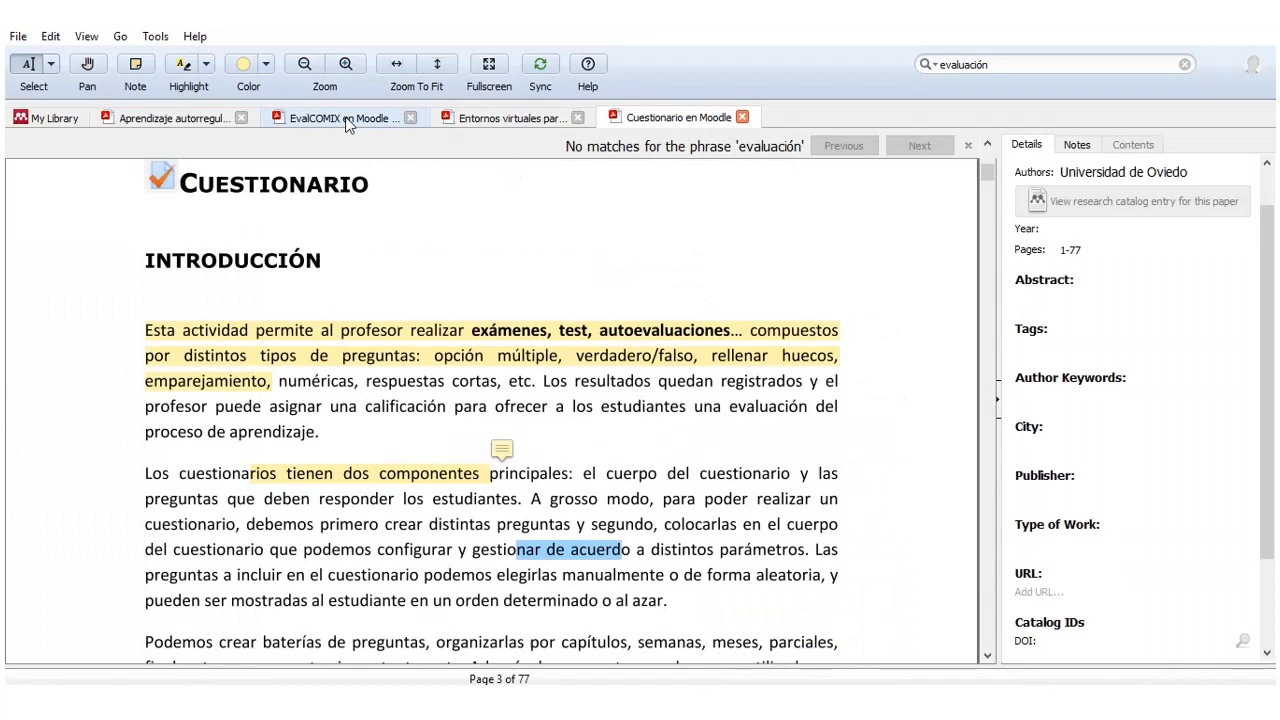 File Edit View Go Tools Help
Select Pan Note Highlight Color Zoom Zoom To Fit Fullscreen Sync Help
evaluación
My Library Aprendizaje autorregul... EvalCOMIX en Moodle ... Entornos virtuales par... Cuestionario en Moodle
No matches for the phrase 'evaluación' Previous Next
CUESTIONARIO
INTRODUCCIÓN
Esta actividad permite al profesor realizar exámenes, test, autoevaluaciones… compuestos
por distintos tipos de preguntas: opción múltiple, verdadero/falso, rellenar huecos,
emparejamiento, numéricas, respuestas cortas, etc. Los resultados quedan registrados y el
profesor puede asignar una calificación para ofrecer a los estudiantes una evaluación del
proceso de aprendizaje.
Los cuestionarios tienen dos componentes principales: el cuerpo del cuestionario y las
preguntas que deben responder los estudiantes. A grosso modo, para poder realizar un
cuestionario, debemos primero crear distintas preguntas y segundo, colocarlas en el cuerpo
del cuestionario que podemos configurar y gestionar de acuerdo a distintos parámetros. Las
preguntas a incluir en el cuestionario podemos elegirlas manualmente o de forma aleatoria, y
pueden ser mostradas al estudiante en un orden determinado o al azar.
Podemos crear baterías de preguntas, organizarlas por capítulos, semanas, meses, parciales,
Page 3 of 77
Details Notes Contents
Authors: Universidad de Oviedo
View research catalog entry for this paper
Year:
Pages: 1-77
Abstract:
Tags:
Author Keywords:
City:
Publisher:
Type of Work:
URL:
Add URL...
Catalog IDs
DOI: